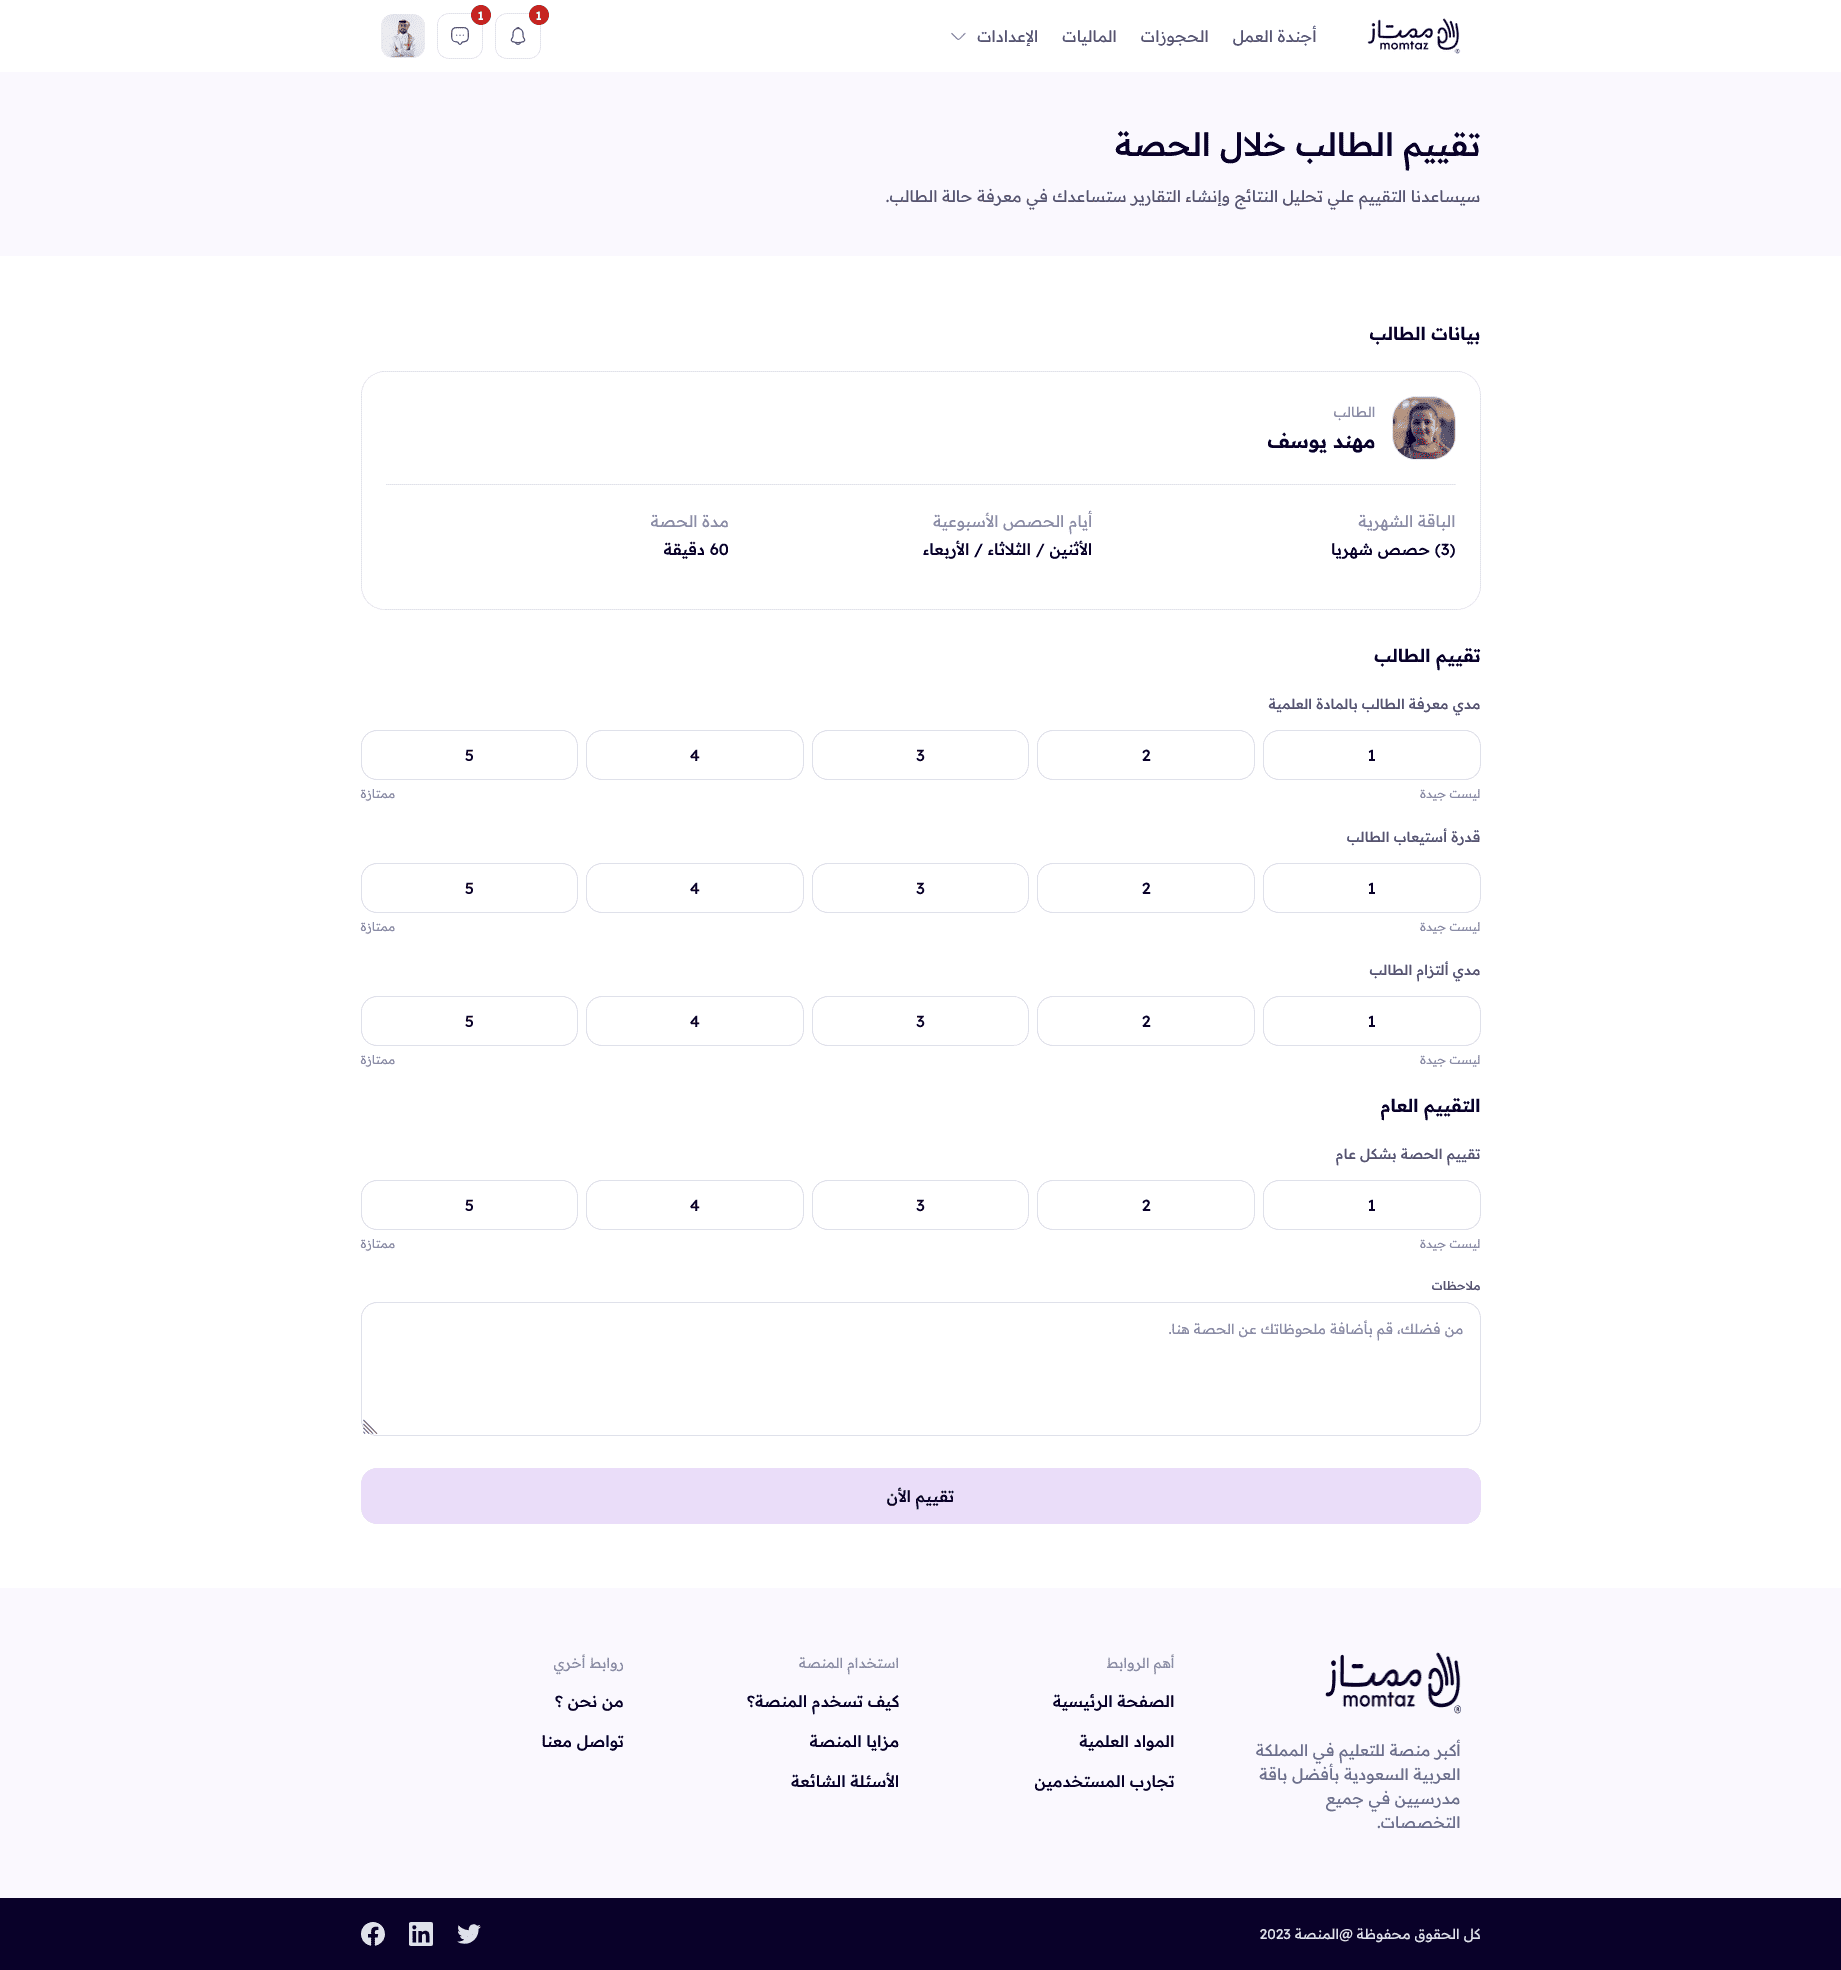 ممتاز
momtaz
أجندة العمل
الحجوزات
الماليات
الإعدادات
1
1
تقييم الطالب خلال الحصة
سيساعدنا التقييم علي تحليل النتائج وإنشاء التقارير ستساعدك في معرفة حالة الطالب.
بيانات الطالب
الطالب
مهند يوسف
الباقة الشهرية
(3) حصص شهريا
أيام الحصص الأسبوعية
الأثنين / الثلاثاء / الأربعاء
مدة الحصة
60 دقيقة
تقييم الطالب
مدي معرفة الطالب بالمادة العلمية
1 2 3 4 5
ليست جيدة
ممتازة
قدرة أستيعاب الطالب
1 2 3 4 5
ليست جيدة
ممتازة
مدي ألتزام الطالب
1 2 3 4 5
ليست جيدة
ممتازة
التقييم العام
تقييم الحصة بشكل عام
1 2 3 4 5
ليست جيدة
ممتازة
ملاحظات
من فضلك، قم بأضافة ملحوظاتك عن الحصة هنا.
تقييم الأن
ممتاز
momtaz
أكبر منصة للتعليم في المملكة
العربية السعودية بأفضل باقة
مدرسيين في جميع
التخصصات.
أهم الروابط
الصفحة الرئيسية
المواد العلمية
تجارب المستخدمين
استخدام المنصة
كيف تسخدم المنصة؟
مزايا المنصة
الأسئلة الشائعة
روابط أخري
من نحن ؟
تواصل معنا
كل الحقوق محفوظة @المنصة 2023